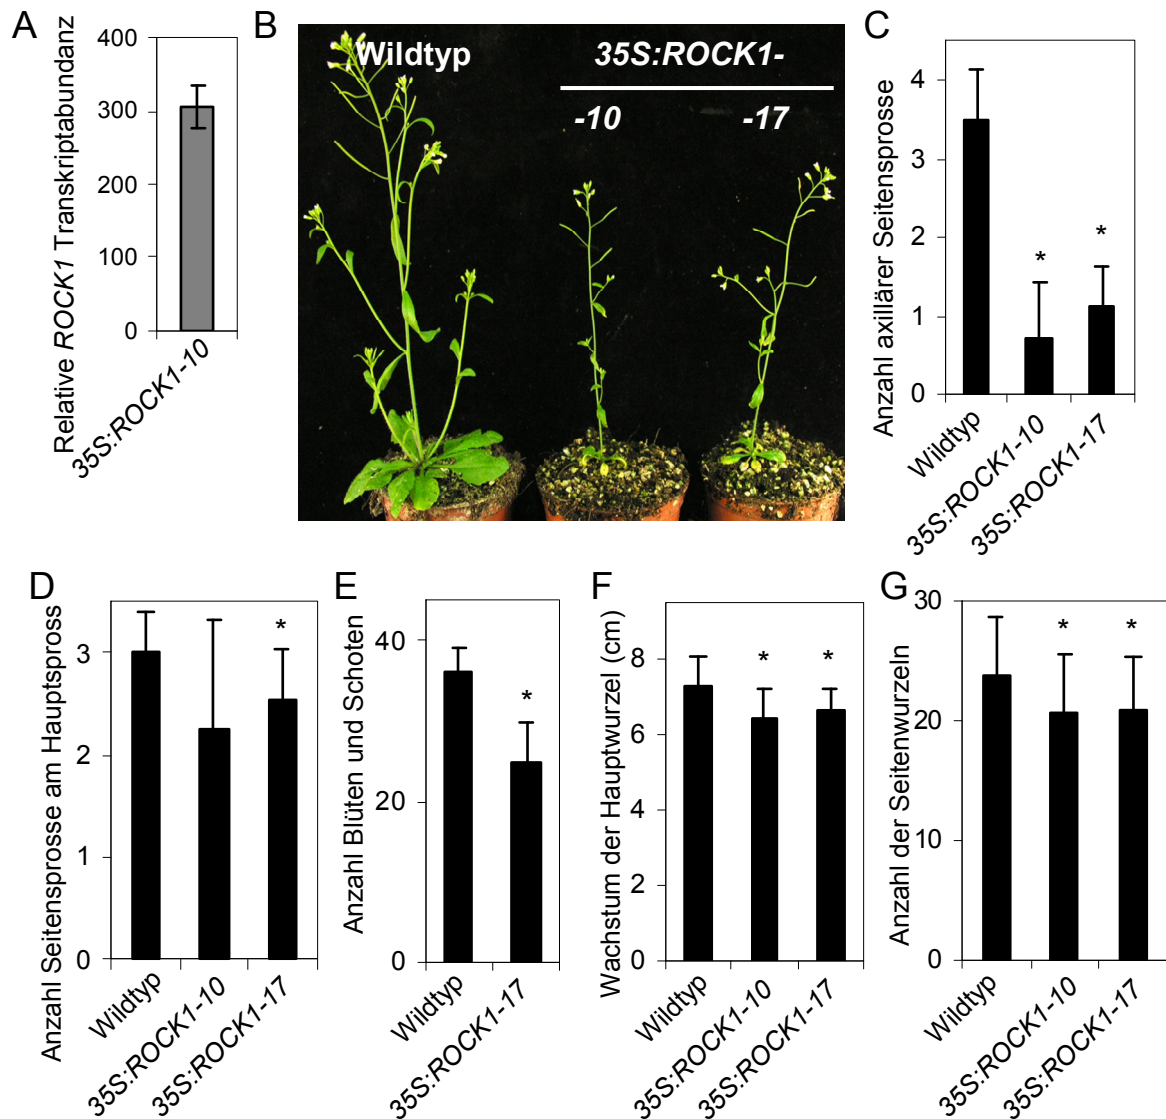 A
Relative ROCK1 Transkriptabundanz
400
300
200
100
0
35S:ROCK1-10
B
Wildtyp
35S:ROCK1-
-10
-17
C
Anzahl axillärer Seitensprosse
4
3
2
1
0
Wildtyp
35S:ROCK1-10
35S:ROCK1-17
*
*
D
Anzahl Seitensprosse am Hauptspross
3
2
1
0
Wildtyp
35S:ROCK1-10
35S:ROCK1-17
*
E
Anzahl Blüten und Schoten
40
20
0
Wildtyp
35S:ROCK1-17
*
F
Wachstum der Hauptwurzel (cm)
8
6
4
2
0
Wildtyp
35S:ROCK1-10
35S:ROCK1-17
*
*
G
Anzahl der Seitenwurzeln
30
20
10
0
Wildtyp
35S:ROCK1-10
35S:ROCK1-17
*
*